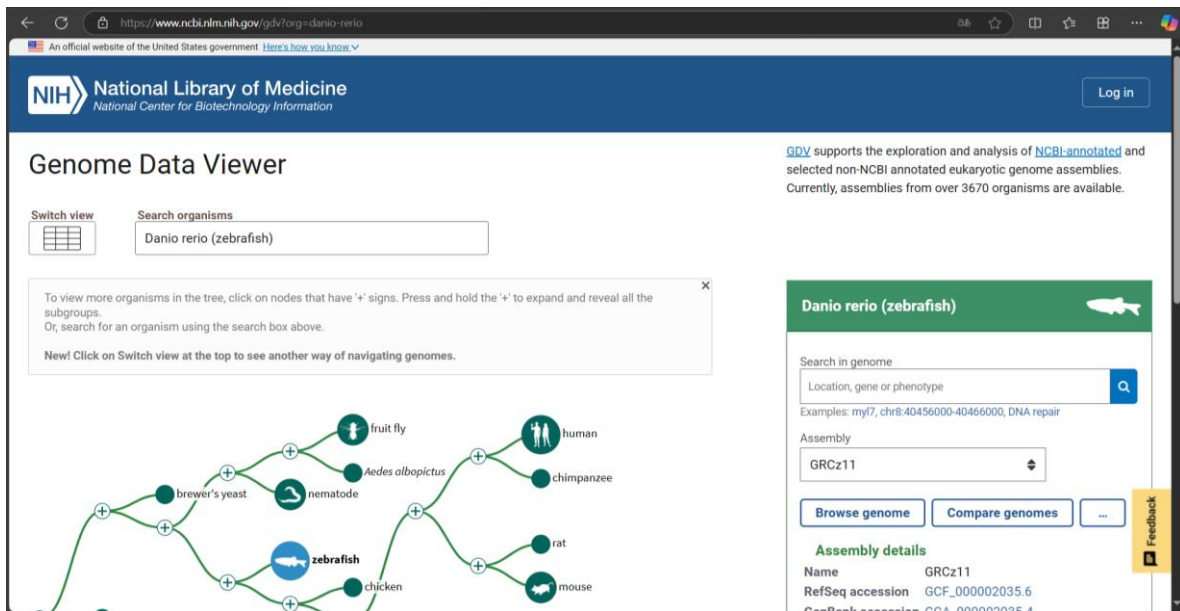 https://www.ncbi.nlm.nih.gov/gdv?org=danio-rerio
An official website of the United States government Here's how you know
NIH
National Library of Medicine
National Center for Biotechnology Information
Log in
Genome Data Viewer
GDV supports the exploration and analysis of NCBI-annotated and
selected non-NCBI annotated eukaryotic genome assemblies.
Currently, assemblies from over 3670 organisms are available.
Switch view
Search organisms
Danio rerio (zebrafish)
To view more organisms in the tree, click on nodes that have '+' signs. Press and hold the '+' to expand and reveal all the
subgroups.
Or, search for an organism using the search box above.
New! Click on Switch view at the top to see another way of navigating genomes.
fruit fly
Aedes albopictus
brewer's yeast
nematode
zebrafish
chicken
human
chimpanzee
rat
mouse
Danio rerio (zebrafish)
Search in genome
Location, gene or phenotype
Examples: myl7, chr8:40456000-40466000, DNA repair
Assembly
GRCz11
Browse genome
Compare genomes
...
Feedback
Assembly details
Name GRCz11
RefSeq accession GCF_000002035.6
GenBank accession GCA_000002035.4